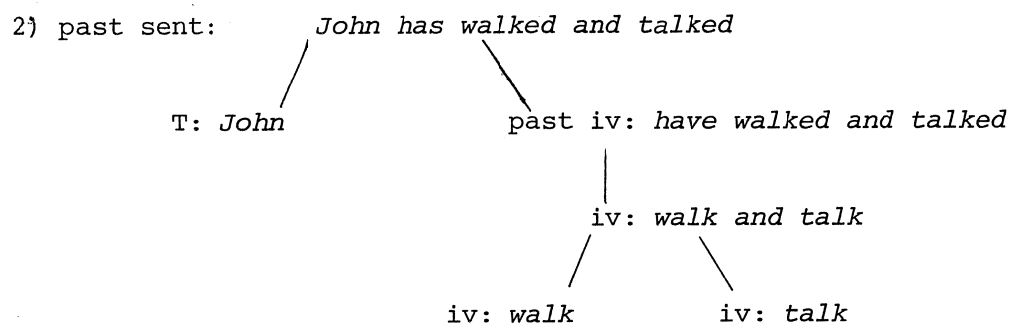 2) past sent: John has walked and talked
T: John past iv: have walked and talked
iv: walk and talk
iv: walk iv: talk